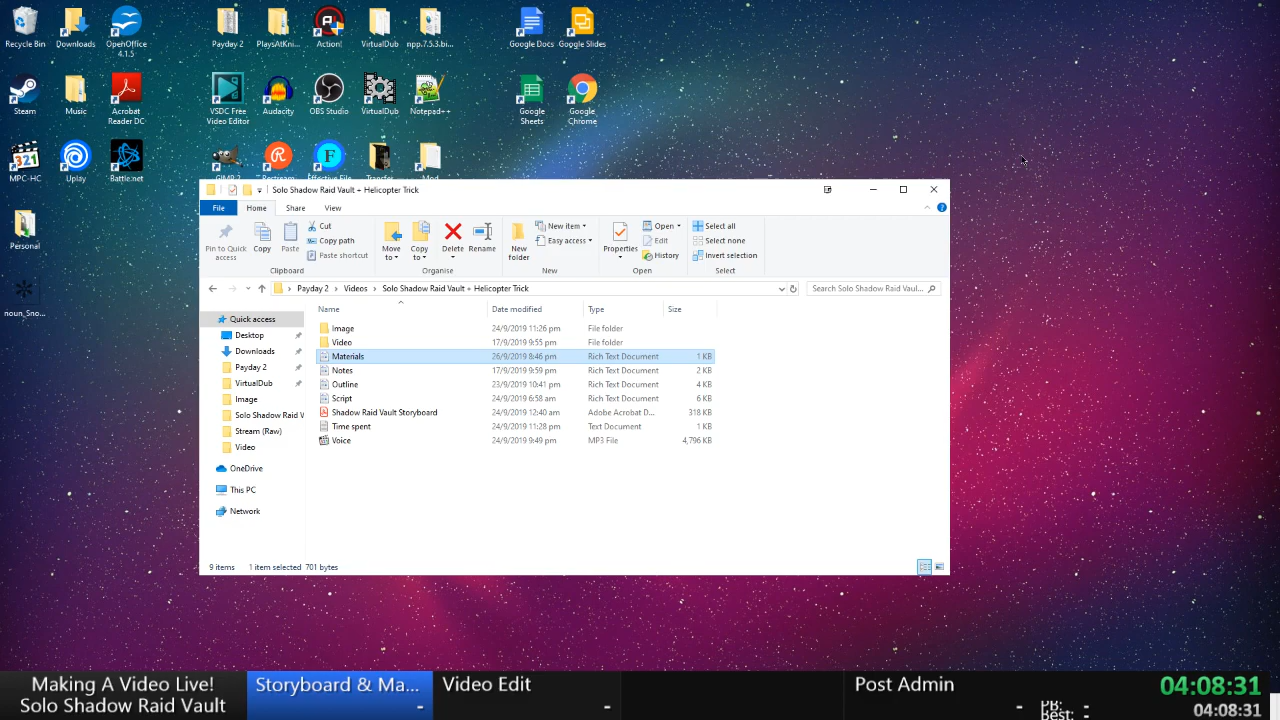 Recycle Bin
Downloads
OpenOffice
4.1.5
Payday 2
PlaysAtKni...
Action!
VirtualDub
npp.7.5.3.bi...
Google Docs
Google Slides
Steam
Music
Acrobat
Reader DC
VSDC Free
Video Editor
Audacity
OBS Studio
VirtualDub
Notepad++
Google
Sheets
Google
Chrome
MPC-HC
Uplay
Battle.net
GIMP 2
Restream
Effective File
Transfer
Mod
Personal
noun_Sno...
Solo Shadow Raid Vault + Helicopter Trick
File
Home
Share
View
Pin to Quick
access
Copy
Paste
Cut
Copy path
Paste shortcut
Clipboard
Move
to
Copy
to
Delete
Rename
Organise
New
folder
New item
Easy access
New
Properties
Open
Edit
History
Open
Select all
Select none
Invert selection
Select
Payday 2 > Videos > Solo Shadow Raid Vault + Helicopter Trick
Search Solo Shadow Raid Vaul...
Quick access
Desktop
Downloads
Payday 2
VirtualDub
Image
Solo Shadow Raid V
Stream (Raw)
Video
OneDrive
This PC
Network
Name Date modified Type Size
Image 24/9/2019 11:26 pm File folder
Video 17/9/2019 9:55 pm File folder
Materials 26/9/2019 8:46 pm Rich Text Document 1 KB
Notes 17/9/2019 9:59 pm Rich Text Document 2 KB
Outline 23/9/2019 10:41 pm Rich Text Document 4 KB
Script 24/9/2019 6:58 am Rich Text Document 6 KB
Shadow Raid Vault Storyboard 24/9/2019 12:40 am Adobe Acrobat D... 318 KB
Time spent 24/9/2019 11:28 pm Text Document 1 KB
Voice 24/9/2019 9:49 pm MP3 File 4,796 KB
9 items 1 item selected 701 bytes
Making A Video Live!
Solo Shadow Raid Vault
Storyboard & Ma...
-
Video Edit
-
Post Admin
-
PB: -
Best: -
04:08:31
04:08:31